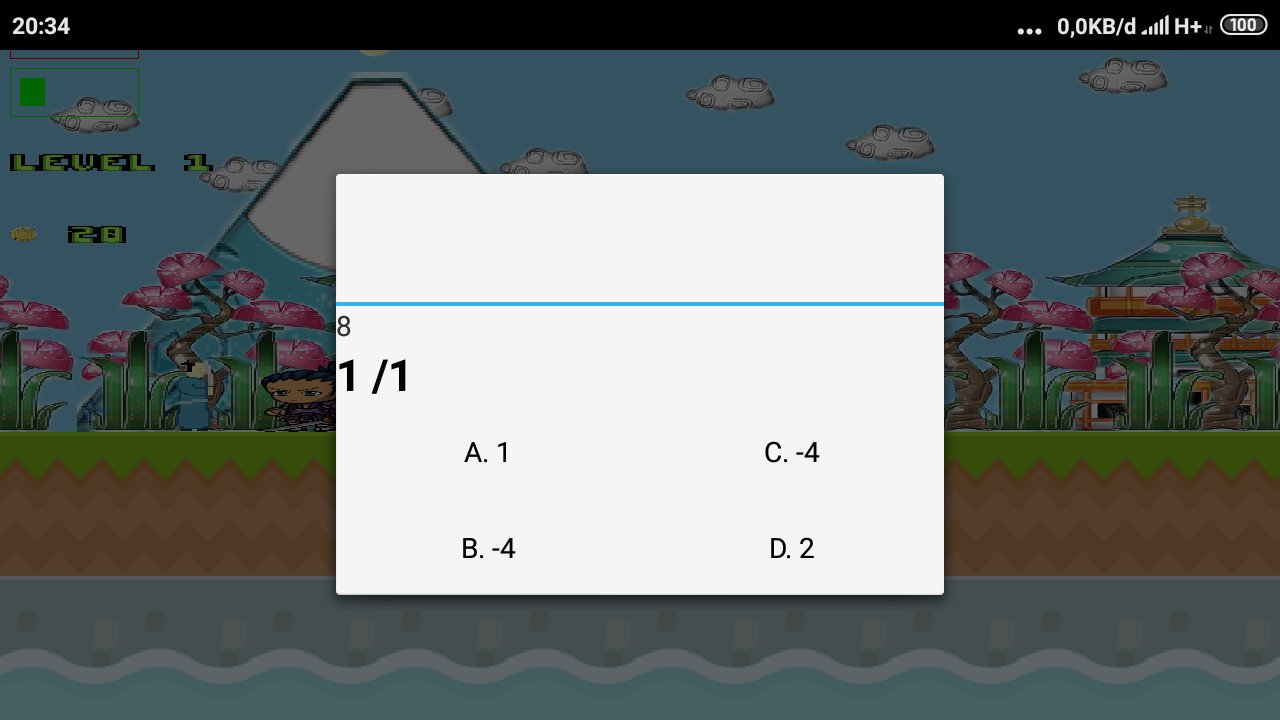 20:34 ... 0,0KB/d H+ 100
LEVEL 1
20
8
1 /1
A. 1 C. -4
B. -4 D. 2